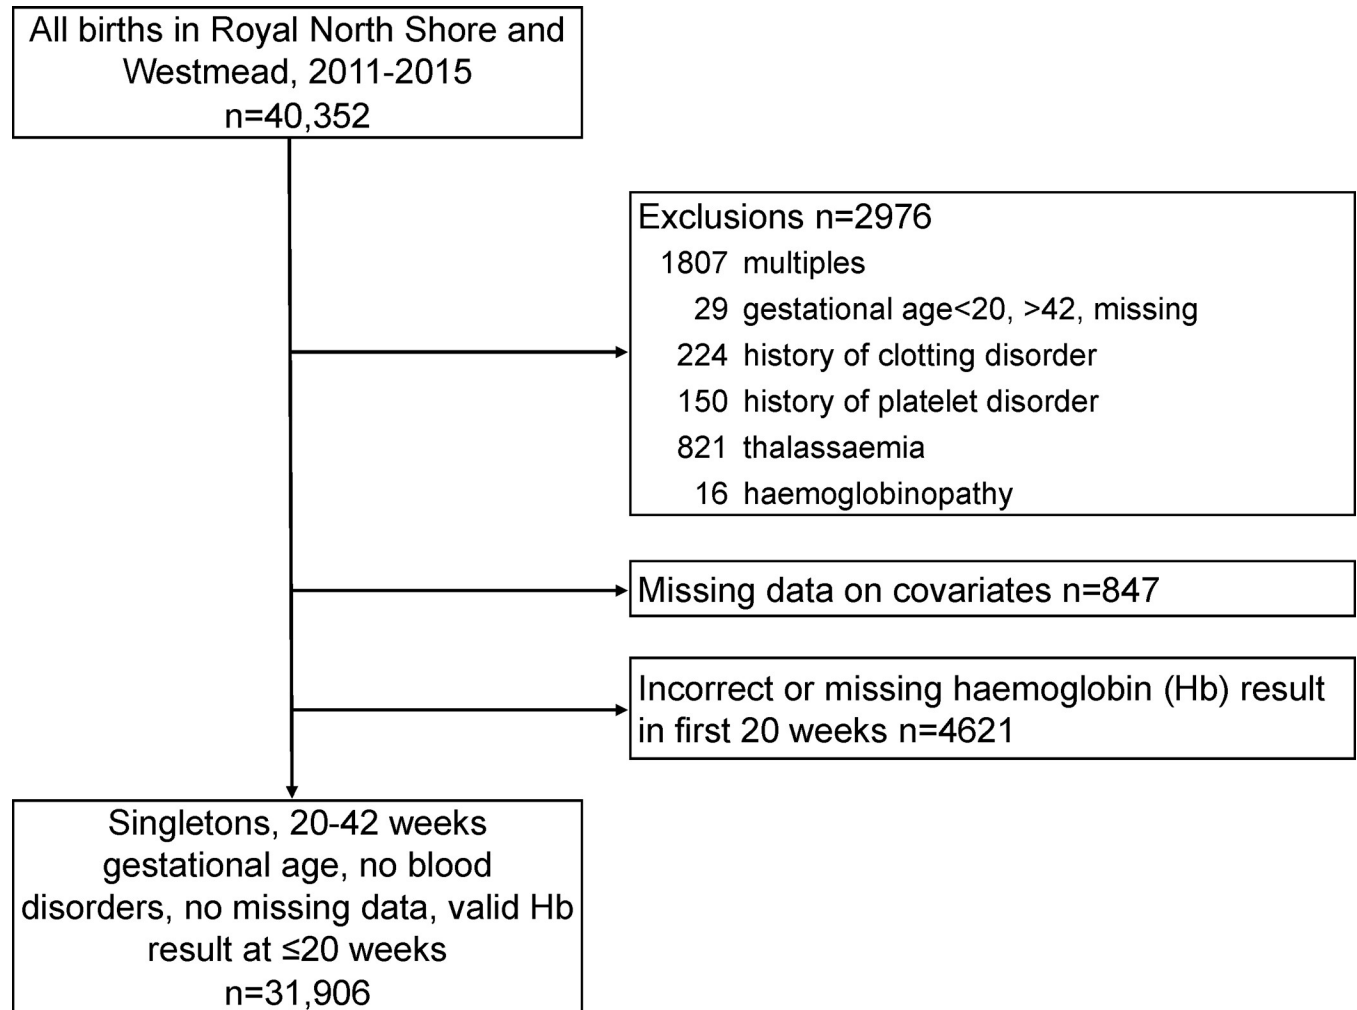 All births in Royal North Shore and
Westmead, 2011-2015
n=40,352
Exclusions n=2976
1807 multiples
29 gestational age<20, >42, missing
224 history of clotting disorder
150 history of platelet disorder
821 thalassaemia
16 haemoglobinopathy
Missing data on covariates n=847
Incorrect or missing haemoglobin (Hb) result
in first 20 weeks n=4621
Singletons, 20-42 weeks
gestational age, no blood
disorders, no missing data, valid Hb
result at ≤20 weeks
n=31,906